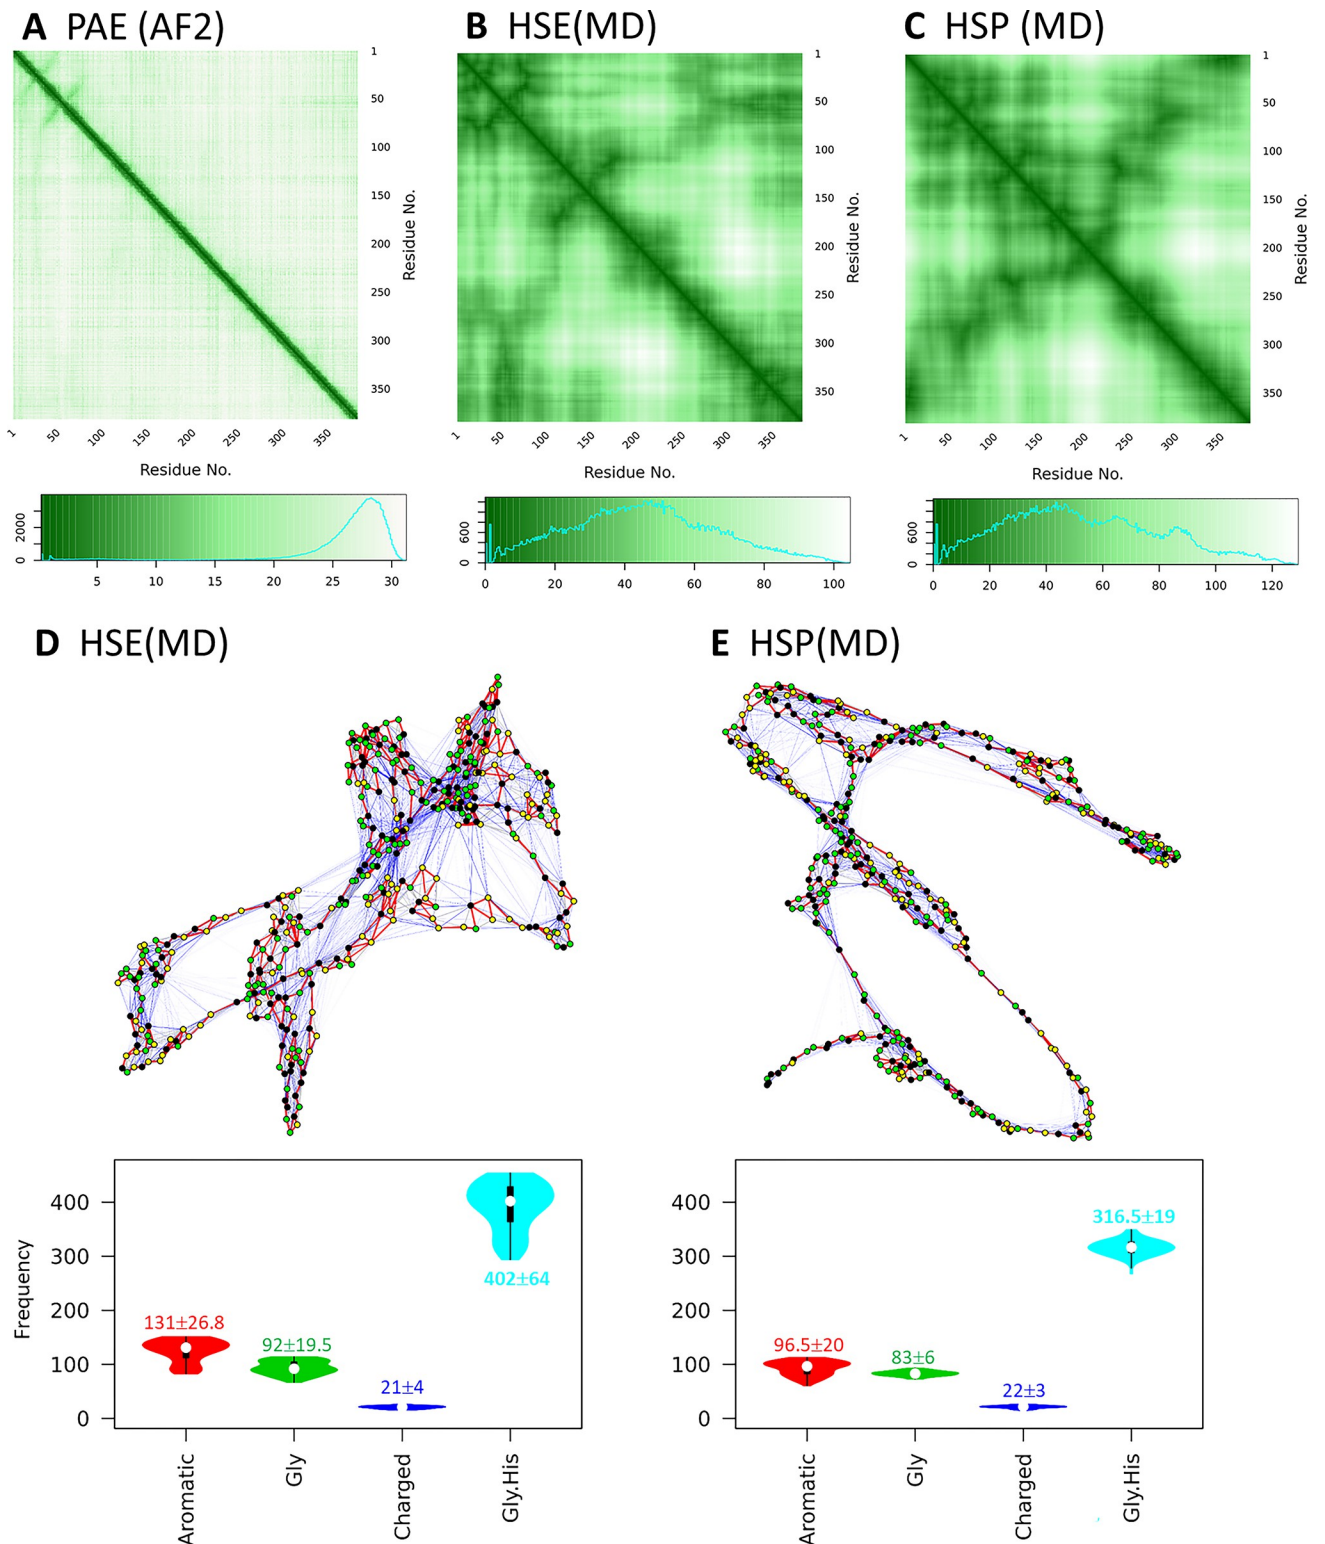 A PAE (AF2)
B HSE(MD)
C HSP (MD)
1
50
100
150
200
250
300
350
Residue No.
1
50
100
150
200
250
300
350
Residue No.
1
50
100
150
200
250
300
350
Residue No.
1 50 100 150 200 250 300 350
Residue No.
1 50 100 150 200 250 300 350
Residue No.
1 50 100 150 200 250 300 350
Residue No.
2000
0
5 10 15 20 25 30
600
0
0 20 40 60 80 100
600
0
0 20 40 60 80 100 120
D HSE(MD)
E HSP(MD)
Frequency
400
300
200
100
0
131±26.8
92±19.5
21±4
402±64
Aromatic
Gly
Charged
Gly.His
400
300
200
100
0
96.5±20
83±6
22±3
316.5±19
Aromatic
Gly
Charged
Gly.His